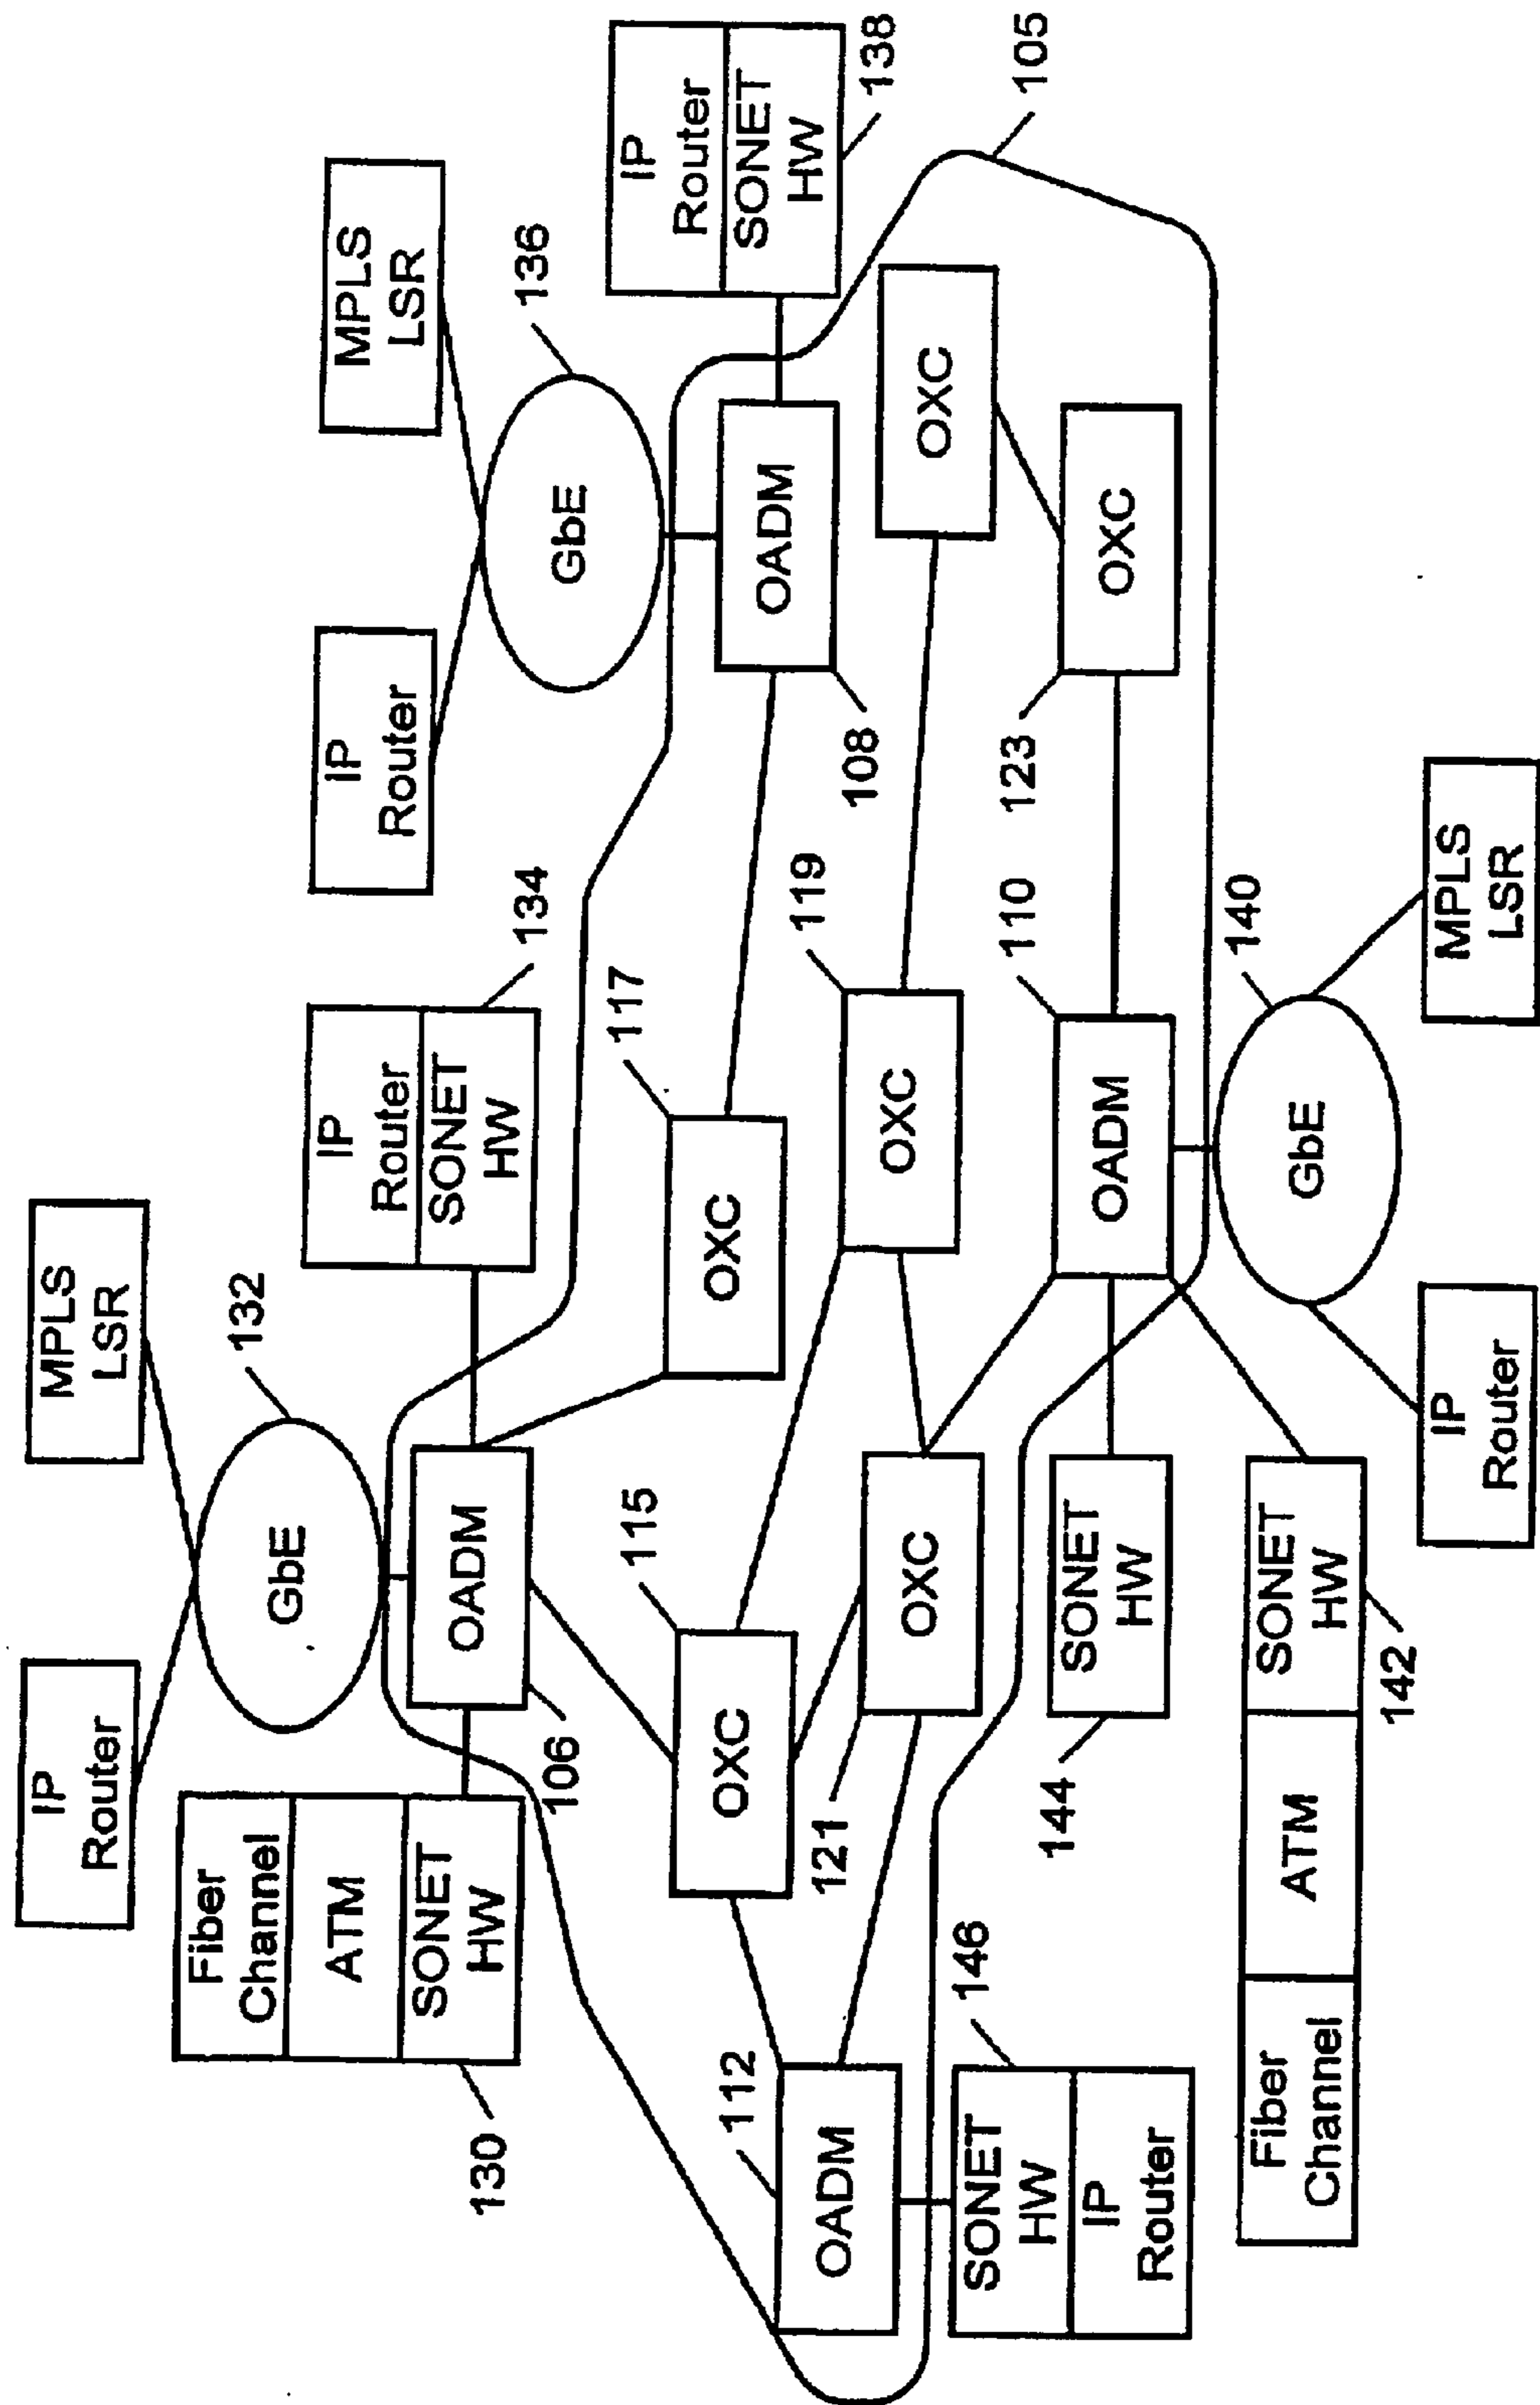 IP
Router
MPLS
LSR
132
GbE
Fiber
Channel
ATM
SONET
HW
130
OADM
106
IP
Router
SONET
HW
134
IP
Router
MPLS
LSR
136
GbE
IP
Router
SONET
HW
138
105
OADM
108
117
OXC
115
OXC
119
OXC
OXC
112
OADM
121
OXC
110
OADM
123
OXC
146
SONET
HW
IP
Router
144
SONET
HW
140
GbE
Fiber
Channel
ATM
SONET
HW
142
IP
Router
MPLS
LSR